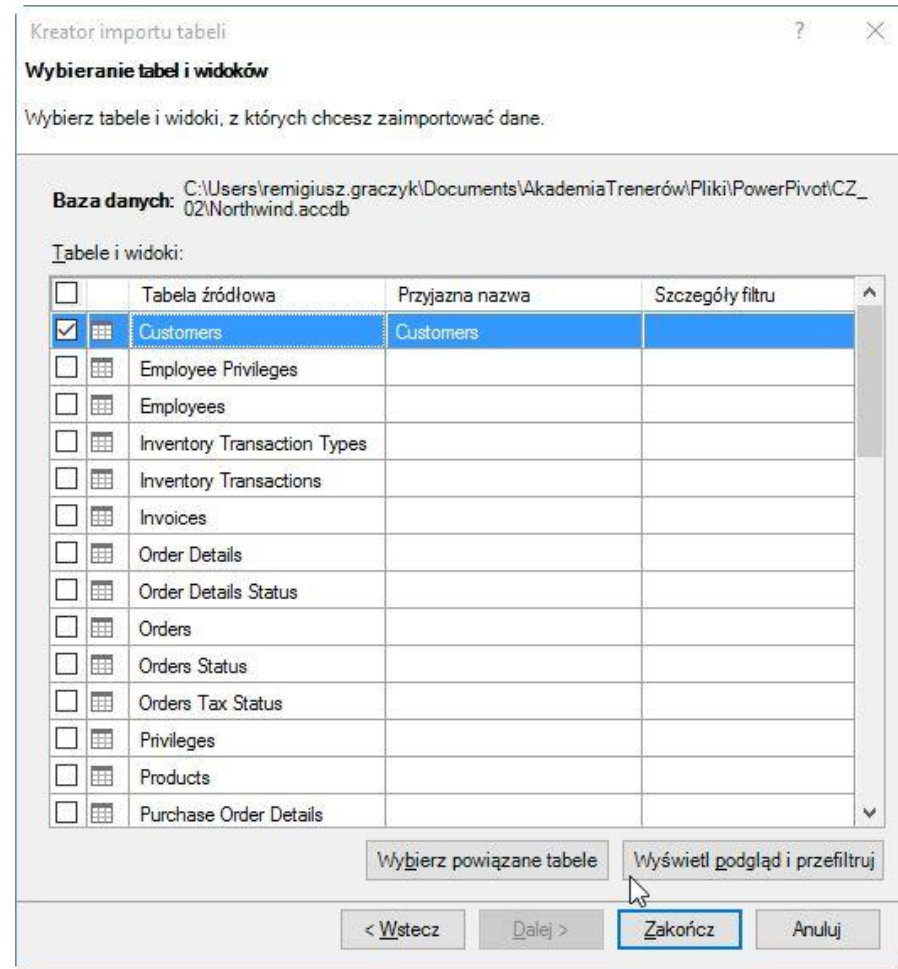 Kreator importu tabeli
Wybieranie tabel i widoków
Wybierz tabele i widoki, z których chcesz zaimportować dane.
Baza danych: C:\Users\remigiusz.graczyk\Documents\AkademiaTrenerów\Pliki\PowerPivot\CZ_
02\Northwind.accdb
Tabele i widoki:
Tabela źródłowa Przyjazna nazwa Szczegóły filtru
Customers Customers
Employee Privileges
Employees
Inventory Transaction Types
Inventory Transactions
Invoices
Order Details
Order Details Status
Orders
Orders Status
Orders Tax Status
Privileges
Products
Purchase Order Details
Wybierz powiązane tabele Wyświetl podgląd i przefiltruj
< Wstecz Dalej > Zakończ Anuluj